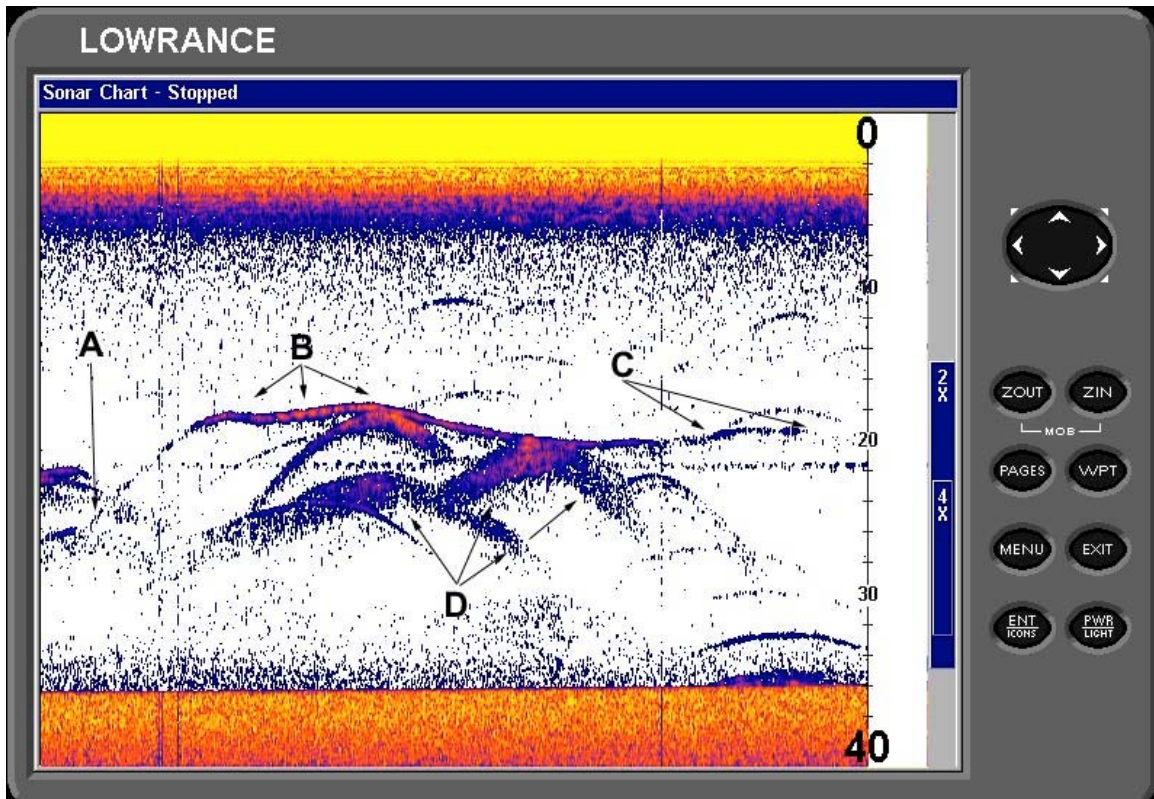 LOWRANCE
Sonar Chart - Stopped
0
10
A
B
C
20
D
30
40
2X
4X
ZOUT
ZIN
MOB
PAGES
WPT
MENU
EXIT
ENT
ICONS
PWR
LIGHT